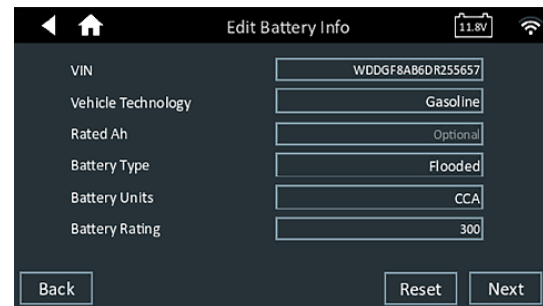 Edit Battery Info 11.8V
VIN WDDGF8AB6DR255657
Vehicle Technology Gasoline
Rated Ah Optional
Battery Type Flooded
Battery Units CCA
Battery Rating 300
Back Reset Next